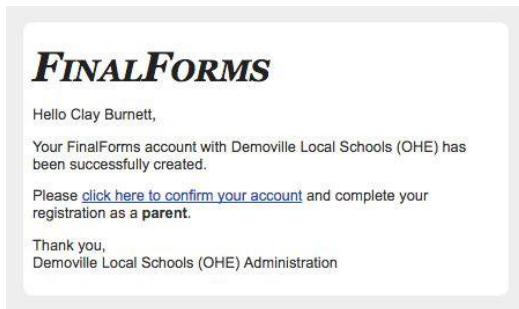 FINALFORMS
Hello Clay Burnett,
Your FinalForms account with Demoville Local Schools (OHE) has
been successfully created.
Please click here to confirm your account and complete your
registration as a parent.
Thank you,
Demoville Local Schools (OHE) Administration